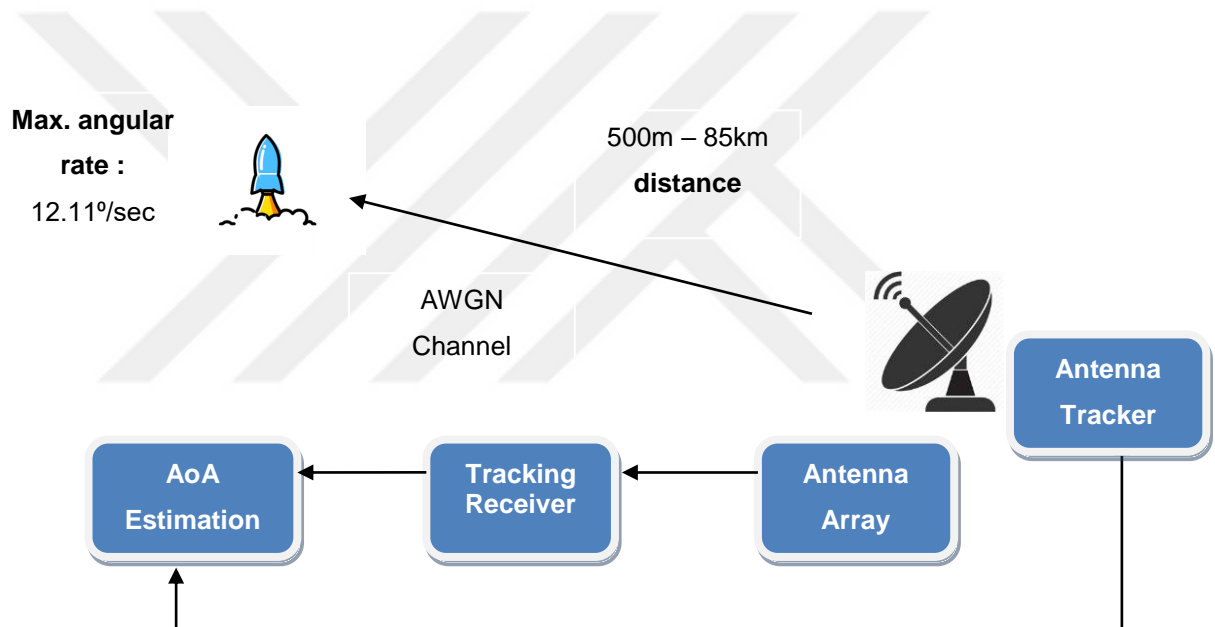 Max. angular
rate :
12.11º/sec
500m – 85km
distance
AWGN
Channel
Antenna
Tracker
AoA
Estimation
Tracking
Receiver
Antenna
Array